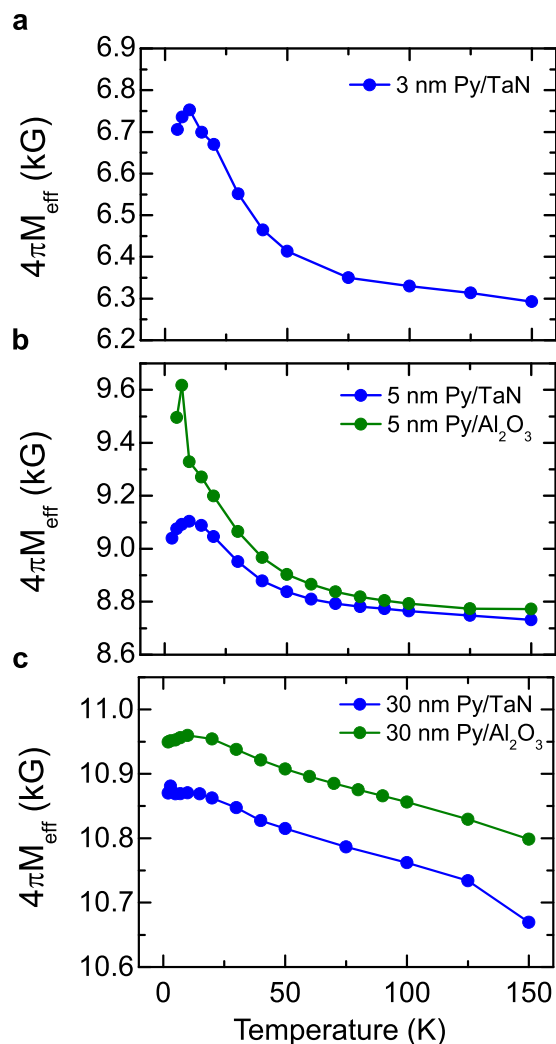 a
6.9
6.8
6.7
6.6
6.5
6.4
6.3
6.2
4πM_eff (kG)
3 nm Py/TaN
b
9.6
9.4
9.2
9.0
8.8
8.6
4πM_eff (kG)
5 nm Py/TaN
5 nm Py/Al₂O₃
c
11.0
10.9
10.8
10.7
10.6
4πM_eff (kG)
30 nm Py/TaN
30 nm Py/Al₂O₃
0 50 100 150
Temperature (K)